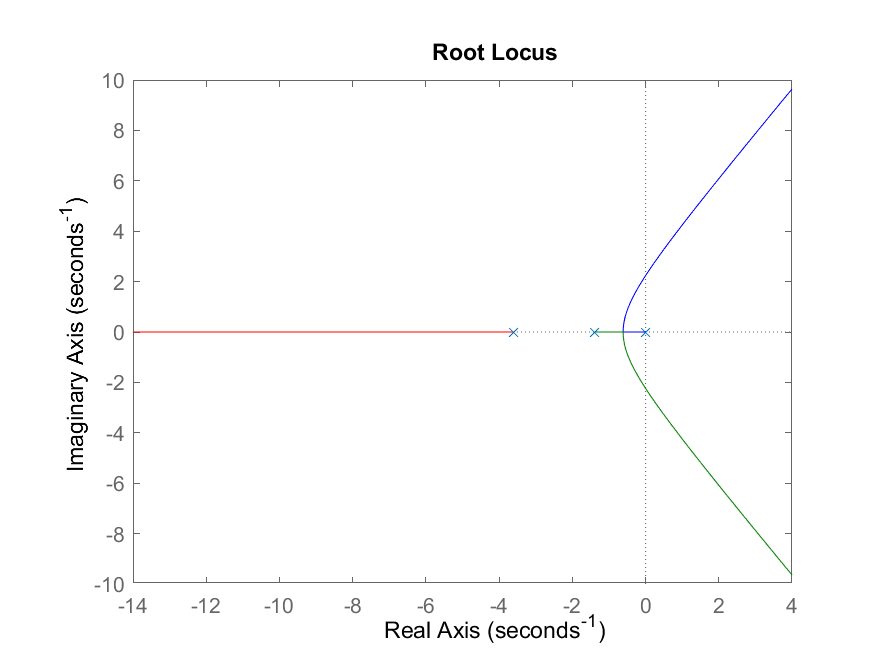 Root Locus
10
8
6
4
2
0
-2
-4
-6
-8
-10
Imaginary Axis (seconds⁻¹)
-14 -12 -10 -8 -6 -4 -2 0 2 4
Real Axis (seconds⁻¹)